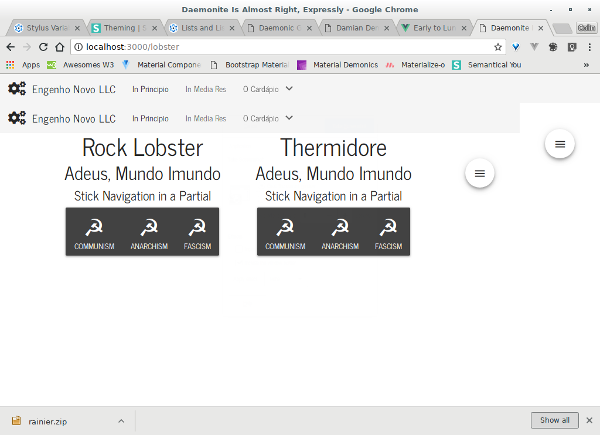 Daemonite Is Almost Right, Expressly - Google Chrome
Stylus Varia Theming | S Lists and Lis Daemonic C Damian Der Early to Lu Daemonite
localhost:3000/lobster
Apps Awesomes W3 Material Compone Bootstrap Material Material Demonics Materialize-o Semantical You
Engenho Novo LLC In Principio In Media Res O Cardápio
Engenho Novo LLC In Principio In Media Res O Cardápio
Rock Lobster Thermidore
Adeus, Mundo Imundo Adeus, Mundo Imundo
Stick Navigation in a Partial Stick Navigation in a Partial
COMMUNISM ANARCHISM FASCISM COMMUNISM ANARCHISM FASCISM
rainier.zip Show all